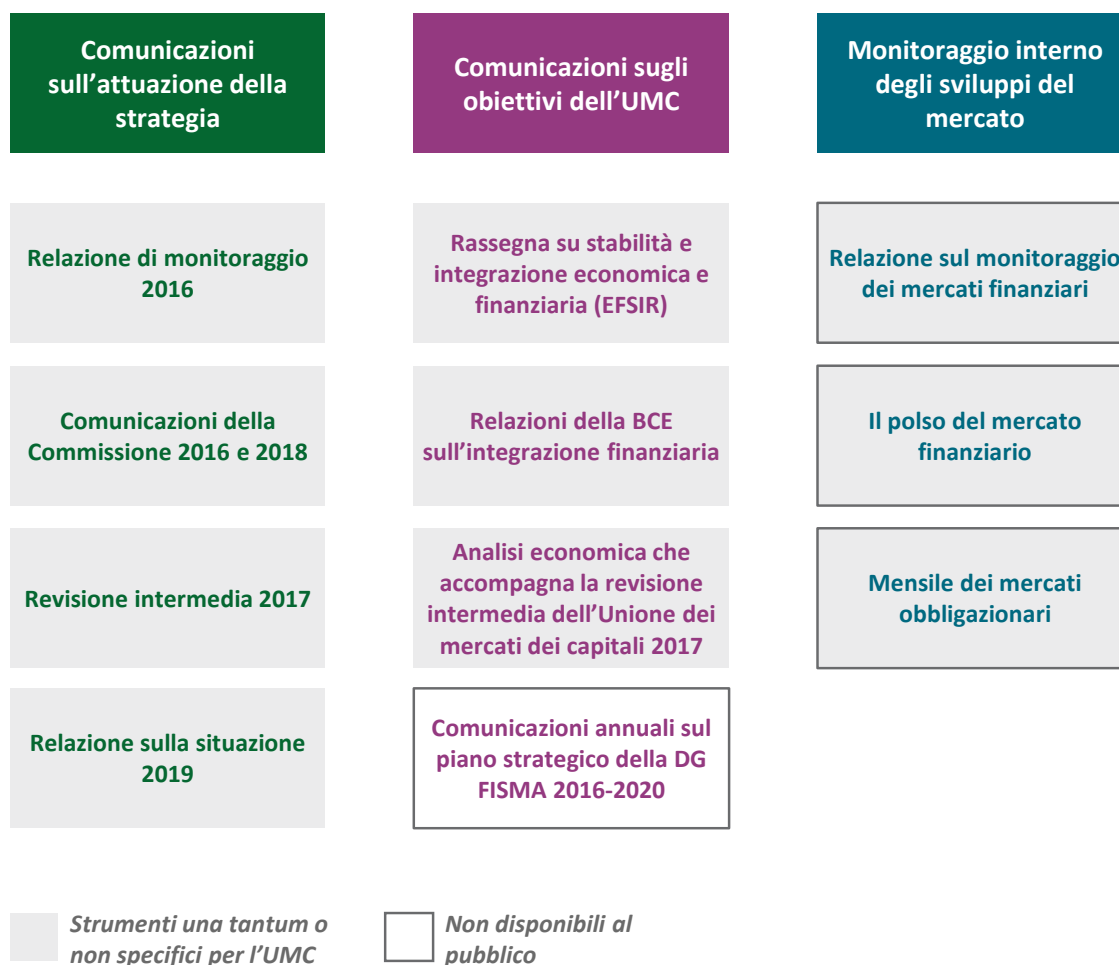 Comunicazioni
sull'attuazione della
strategia
Comunicazioni sugli
obiettivi dell'UMC
Monitoraggio interno
degli sviluppi del
mercato
Relazione di monitoraggio
2016
Rassegna su stabilità e
integrazione economica e
finanziaria (EFSIR)
Relazione sul monitoraggio
dei mercati finanziari
Comunicazioni della
Commissione 2016 e 2018
Relazioni della BCE
sull'integrazione finanziaria
Il polso del mercato
finanziario
Revisione intermedia 2017
Analisi economica che
accompagna la revisione
intermedia dell'Unione dei
mercati dei capitali 2017
Mensile dei mercati
obbligazionari
Relazione sulla situazione
2019
Comunicazioni annuali sul
piano strategico della DG
FISMA 2016-2020
Strumenti una tantum o
non specifici per l'UMC
Non disponibili al
pubblico